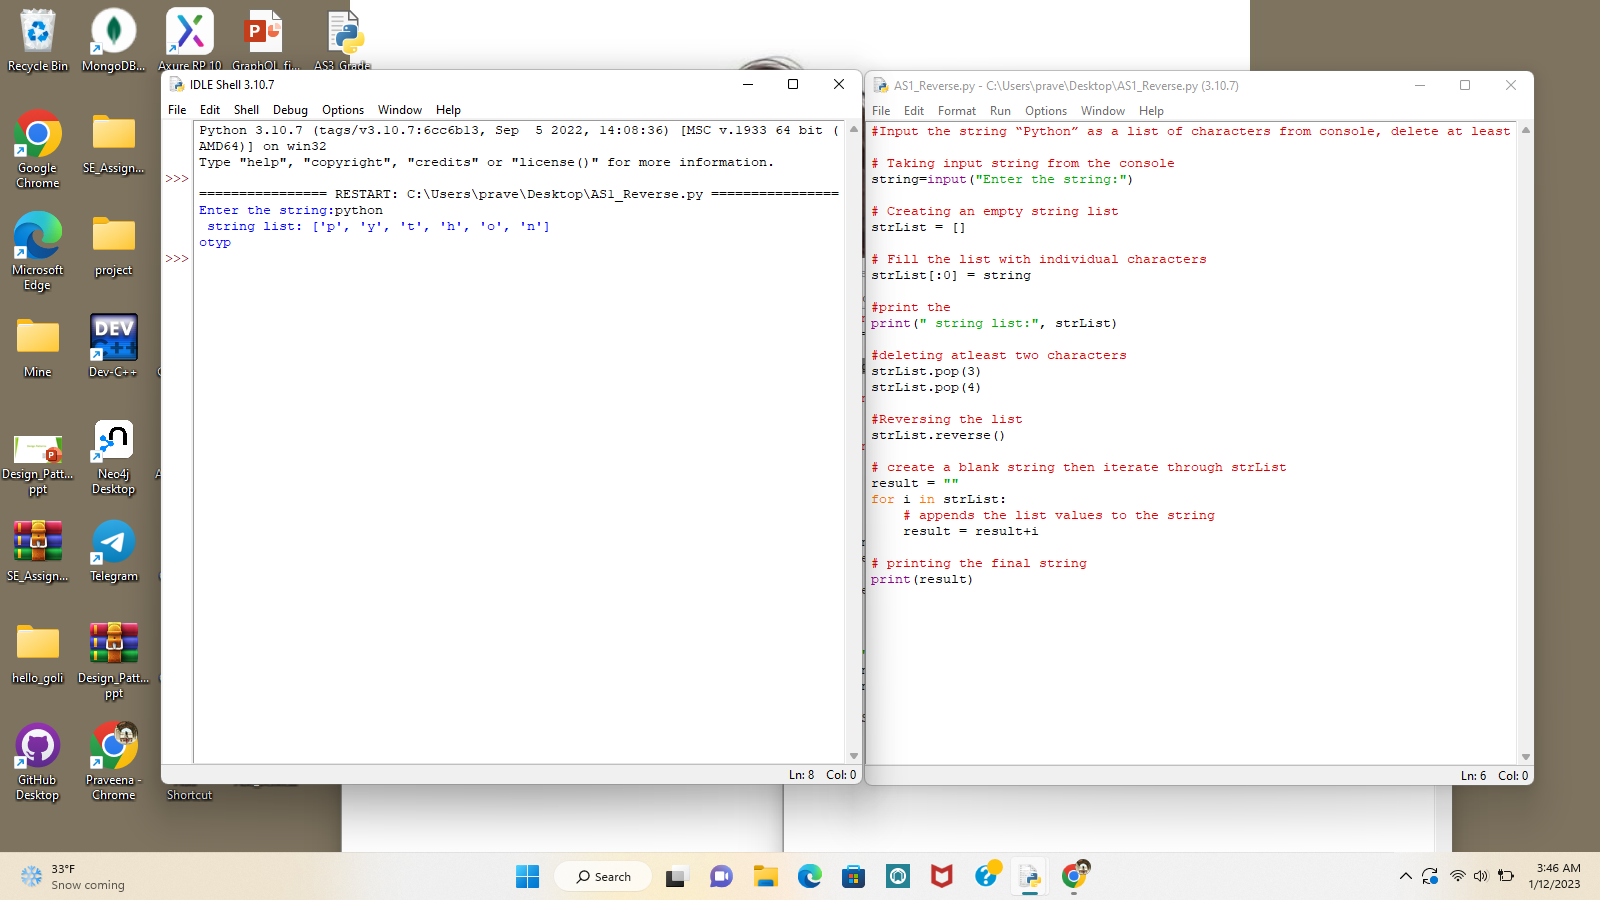 Recycle Bin
MongoDB...
Axure RP 10
GraphQL_fi...
AS3_Grade
Google
Chrome
SE_Assign...
Microsoft
Edge
project
Mine
DEV
C++
Dev-C++
Design_Patt...
ppt
Neo4j
Desktop
SE_Assign...
Telegram
hello_goli
Design_Patt...
ppt
GitHub
Desktop
Praveena -
Chrome
Shortcut
IDLE Shell 3.10.7
File Edit Shell Debug Options Window Help
Python 3.10.7 (tags/v3.10.7:6cc6b13, Sep  5 2022, 14:08:36) [MSC v.1933 64 bit (
AMD64)] on win32
Type "help", "copyright", "credits" or "license()" for more information.
>>>
================ RESTART: C:\Users\prave\Desktop\AS1_Reverse.py ================
Enter the string:python
 string list: ['p', 'y', 't', 'h', 'o', 'n']
otyp
>>>
Ln: 8 Col: 0
AS1_Reverse.py - C:\Users\prave\Desktop\AS1_Reverse.py (3.10.7)
File Edit Format Run Options Window Help
#Input the string “Python” as a list of characters from console, delete at least
# Taking input string from the console
string=input("Enter the string:")
# Creating an empty string list
strList = []
# Fill the list with individual characters
strList[:0] = string
#print the
print(" string list:", strList)
#deleting atleast two characters
strList.pop(3)
strList.pop(4)
#Reversing the list
strList.reverse()
# create a blank string then iterate through strList
result = ""
for i in strList:
    # appends the list values to the string
    result = result+i
# printing the final string
print(result)
Ln: 6 Col: 0
33°F
Snow coming
Search
3:46 AM
1/12/2023